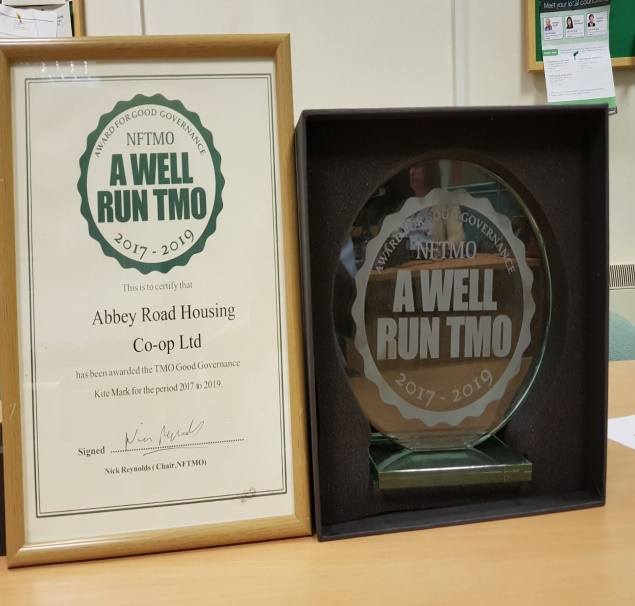 AWARD FOR GOOD GOVERNANCE
NFTMO
A WELL
RUN TMO
2017 - 2019
This is to certify that
Abbey Road Housing
Co-op Ltd
has been awarded the TMO Good Governance
Kite Mark for the period 2017 to 2019.
Signed
Nick Reynolds ( Chair,NFTMO)
AWARD FOR GOOD GOVERNANCE
NFTMO
A WELL
RUN TMO
2017 - 2019
Meet your local